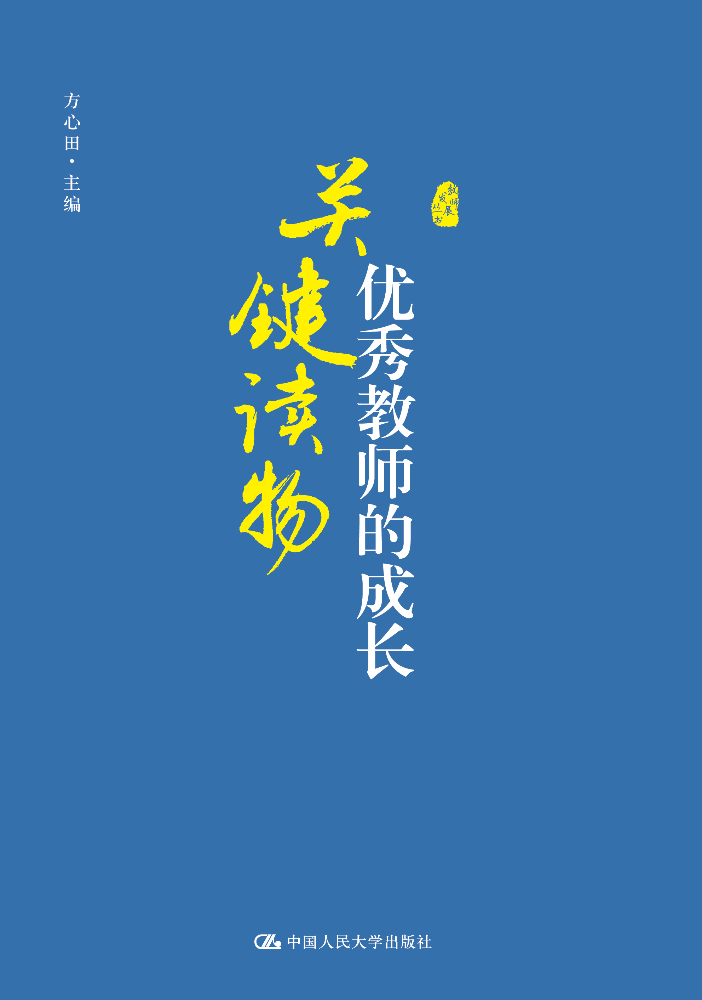 教师
发展
丛书
优秀教师的成长
关键读物
方心田·主编
中国人民大学出版社